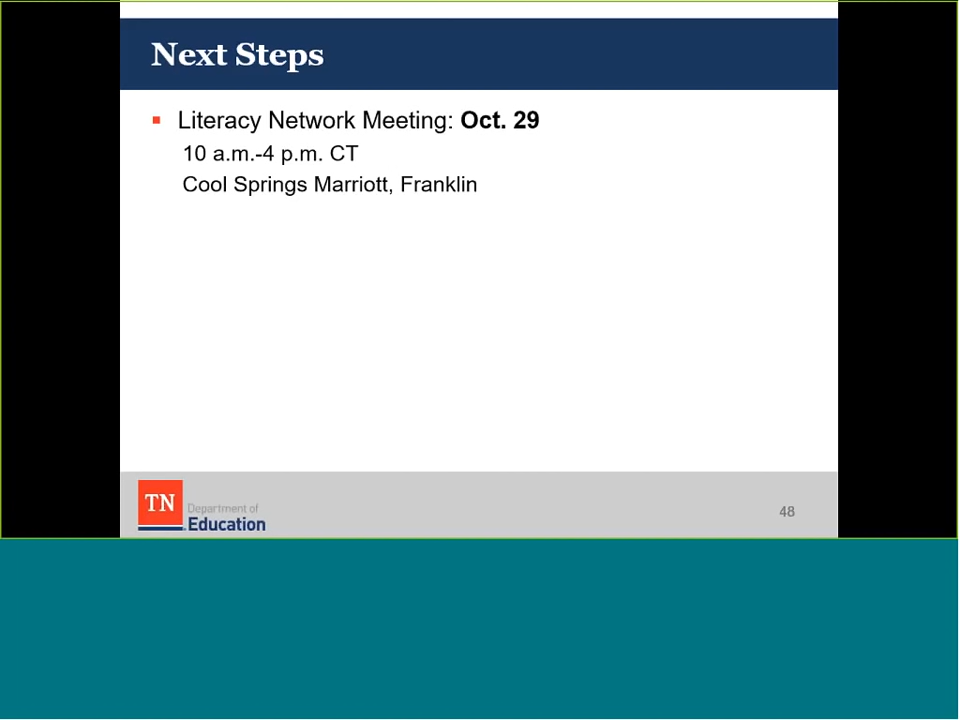 Next Steps
Literacy Network Meeting: Oct. 29
10 a.m.-4 p.m. CT
Cool Springs Marriott, Franklin
TN
Department of
Education
48